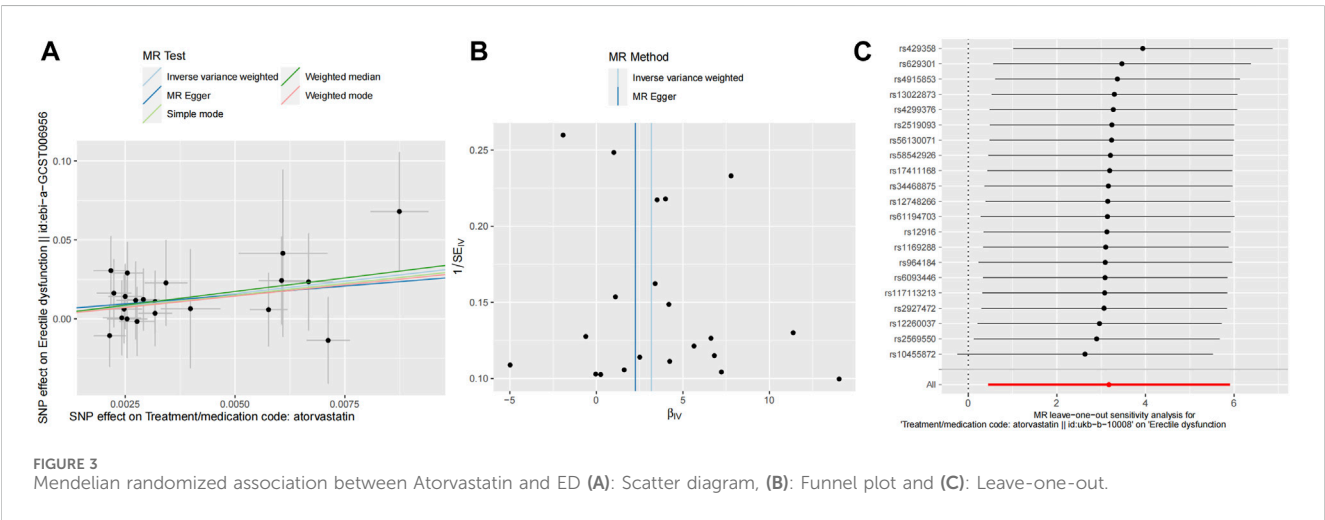 A
MR Test
Inverse variance weighted
MR Egger
Simple mode
Weighted median
Weighted mode
SNP effect on Erectile dysfunction || id:ebi-a-GCST006956
0.10
0.05
0.00
0.0025
0.0050
0.0075
SNP effect on Treatment/medication code: atorvastatin
B
MR Method
Inverse variance weighted
MR Egger
1/SEIV
0.25
0.20
0.15
0.10
−5
0
5
10
βIV
C
rs429358
rs629301
rs4915853
rs13022873
rs4299376
rs2519093
rs56130071
rs58542926
rs17411168
rs34468875
rs12748266
rs61194703
rs12916
rs1169288
rs964184
rs6093446
rs117113213
rs2927472
rs12260037
rs2569550
rs10455872
All
0
2
4
6
MR leave-one-out sensitivity analysis for
'Treatment/medication code: atorvastatin || id:ukb-b-10008' on 'Erectile dysfunction
FIGURE 3
Mendelian randomized association between Atorvastatin and ED (A): Scatter diagram, (B): Funnel plot and (C): Leave-one-out.